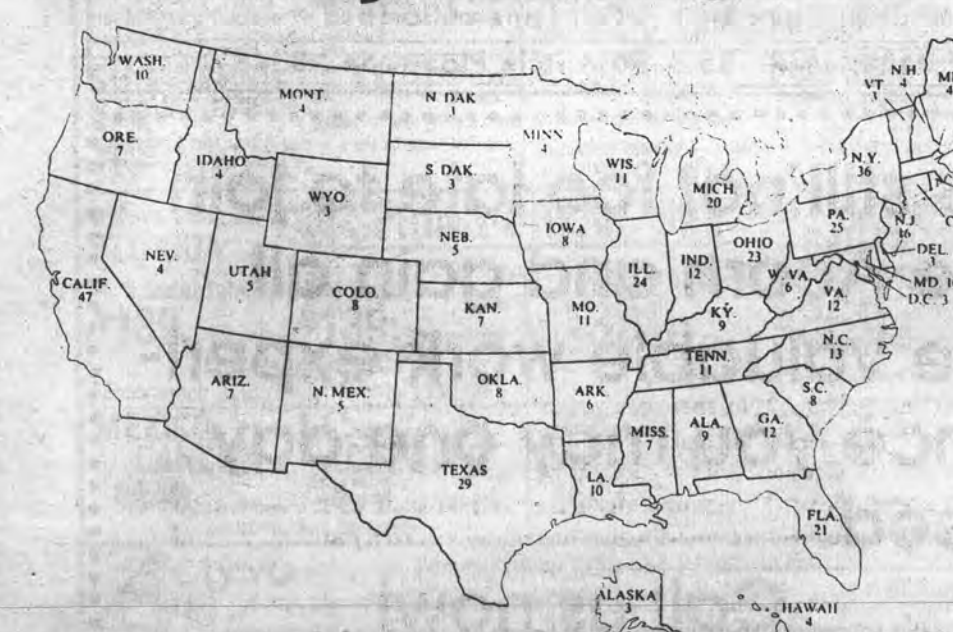 WASH.
10
ORE.
7
CALIF.
47
IDAHO
4
NEV.
4
MONT.
4
WYO.
3
UTAH
5
COLO.
8
ARIZ.
7
N. MEX.
5
N. DAK
3
S. DAK.
3
NEB.
5
KAN.
7
OKLA.
8
TEXAS
29
MINN
4
IOWA
8
MO.
11
ARK.
6
LA.
10
WIS.
11
ILL.
24
MICH.
20
IND.
12
OHIO
23
KY.
9
TENN.
11
MISS.
7
ALA.
9
GA.
12
FLA.
21
S.C.
8
N.C.
13
VA.
12
W. VA.
6
PA.
25
N.Y.
36
VT.
3
N.H.
4
N.J.
16
DEL.
3
MD.
D.C. 3
ALASKA
3
HAWAII
4